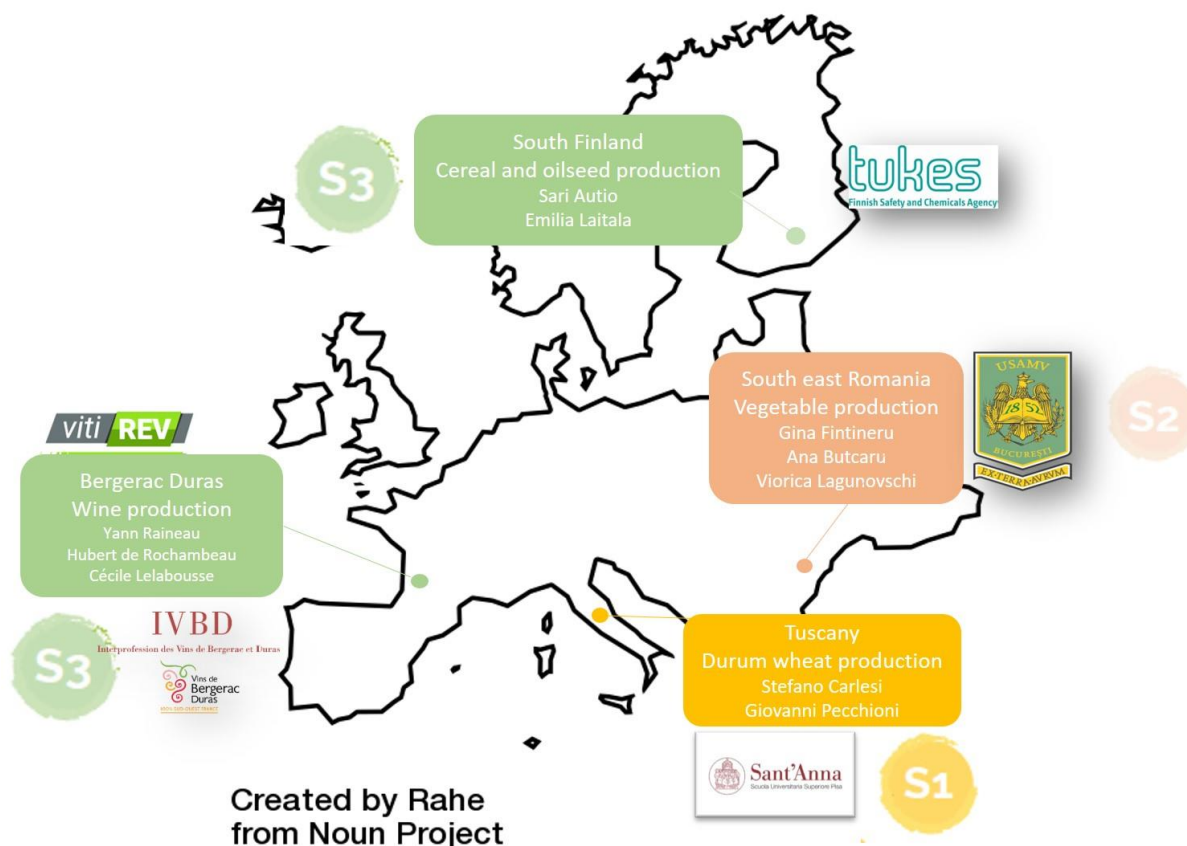 S3
South Finland
Cereal and oilseed production
Sari Autio
Emilia Laitala
tukes
Finnish Safety and Chemicals Agency
South east Romania
Vegetable production
Gina Fintineru
Ana Butcaru
Viorica Lagunovschi
USAMV
1852
BUCUREȘTI
EX·TERRA·AVRVM
S2
viti REV
Bergerac Duras
Wine production
Yann Raineau
Hubert de Rochambeau
Cécile Lelabousse
S3
IVBD
Interprofession des Vins de Bergerac et Duras
Vins de
Bergerac
Duras
Tuscany
Durum wheat production
Stefano Carlesi
Giovanni Pecchioni
Sant'Anna
Scuola Universitaria Superiore Pisa
S1
Created by Rahe
from Noun Project